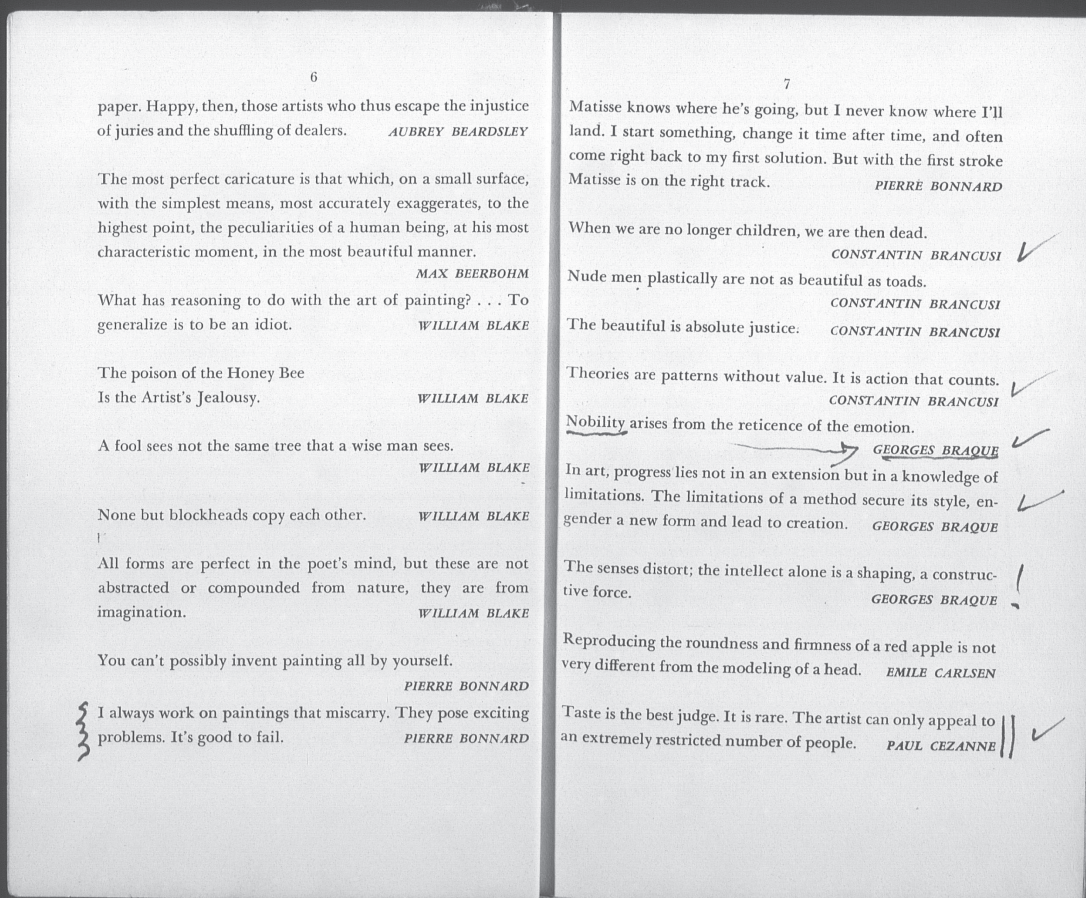 6
paper. Happy, then, those artists who thus escape the injustice
of juries and the shuffling of dealers. AUBREY BEARDSLEY
The most perfect caricature is that which, on a small surface,
with the simplest means, most accurately exaggerates, to the
highest point, the peculiarities of a human being, at his most
characteristic moment, in the most beautiful manner.
MAX BEERBOHM
What has reasoning to do with the art of painting? . . . To
generalize is to be an idiot. WILLIAM BLAKE
The poison of the Honey Bee
Is the Artist's Jealousy. WILLIAM BLAKE
A fool sees not the same tree that a wise man sees.
WILLIAM BLAKE
None but blockheads copy each other. WILLIAM BLAKE
All forms are perfect in the poet's mind, but these are not
abstracted or compounded from nature, they are from
imagination. WILLIAM BLAKE
You can't possibly invent painting all by yourself.
PIERRE BONNARD
I always work on paintings that miscarry. They pose exciting
problems. It's good to fail. PIERRE BONNARD
7
Matisse knows where he's going, but I never know where I'll
land. I start something, change it time after time, and often
come right back to my first solution. But with the first stroke
Matisse is on the right track. PIERRE BONNARD
When we are no longer children, we are then dead.
CONSTANTIN BRANCUSI
Nude men plastically are not as beautiful as toads.
CONSTANTIN BRANCUSI
The beautiful is absolute justice. CONSTANTIN BRANCUSI
Theories are patterns without value. It is action that counts.
CONSTANTIN BRANCUSI
Nobility arises from the reticence of the emotion.
GEORGES BRAQUE
In art, progress lies not in an extension but in a knowledge of
limitations. The limitations of a method secure its style, en-
gender a new form and lead to creation. GEORGES BRAQUE
The senses distort; the intellect alone is a shaping, a construc-
tive force. GEORGES BRAQUE
Reproducing the roundness and firmness of a red apple is not
very different from the modeling of a head. EMILE CARLSEN
Taste is the best judge. It is rare. The artist can only appeal to
an extremely restricted number of people. PAUL CEZANNE